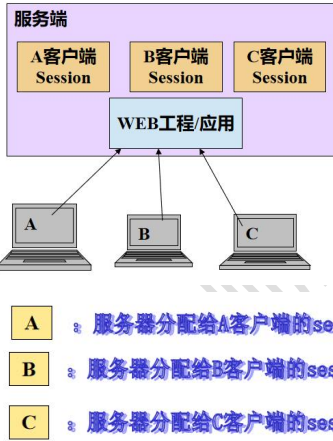 服务端
A客户端 B客户端 C客户端
Session Session Session
WEB工程/应用
A B C
A ：服务器分配给A客户端的ses
B ：服务器分配给B客户端的ses
C ：服务器分配给C客户端的ses